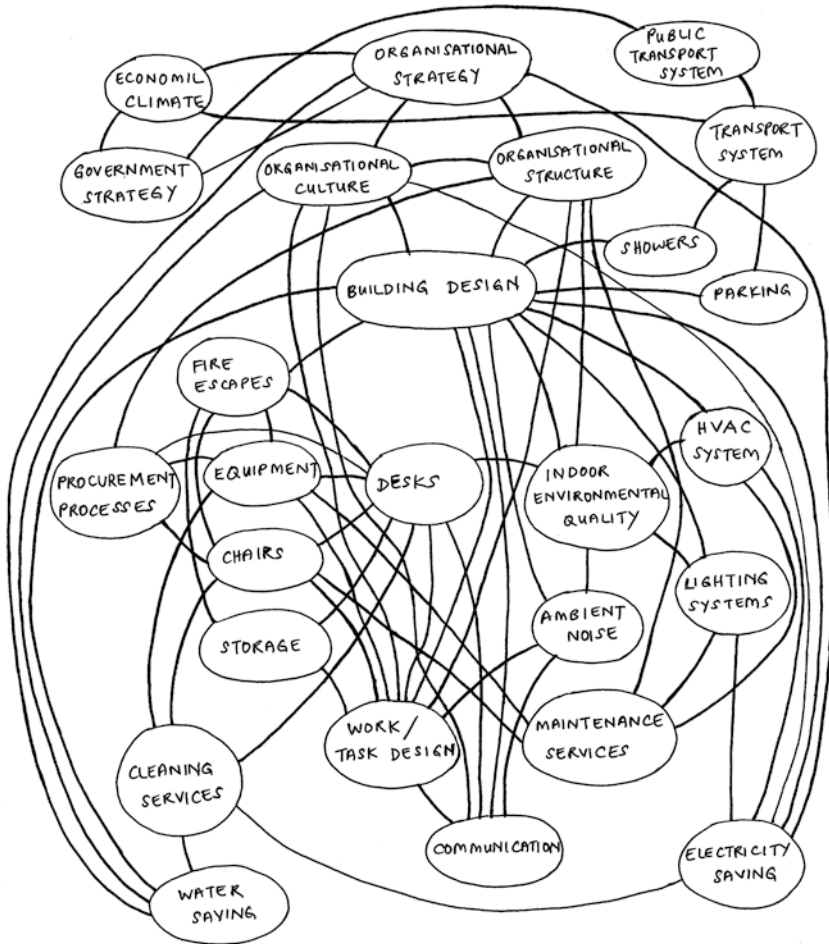 ECONOMIL
CLIMATE
ORGANISATIONAL
STRATEGY
PUBLIC
TRANSPORT
SYSTEM
GOVERNMENT
STRATEGY
ORGANISATIONAL
CULTURE
ORGANISATIONAL
STRUCTURE
TRANSPORT
SYSTEM
SHOWERS
BUILDING DESIGN
PARKING
FIRE
ESCAPES
PROCUREMENT
PROCESSES
EQUIPMENT
DESKS
INDOOR
ENVIRONMENTAL
QUALITY
HVAC
SYSTEM
CHAIRS
LIGHTING
SYSTEMS
STORAGE
AMBIENT
NOISE
WORK/
TASK DESIGN
MAINTENANCE
SERVICES
CLEANING
SERVICES
COMMUNICATION
ELECTRICITY
SAVING
WATER
SAVING